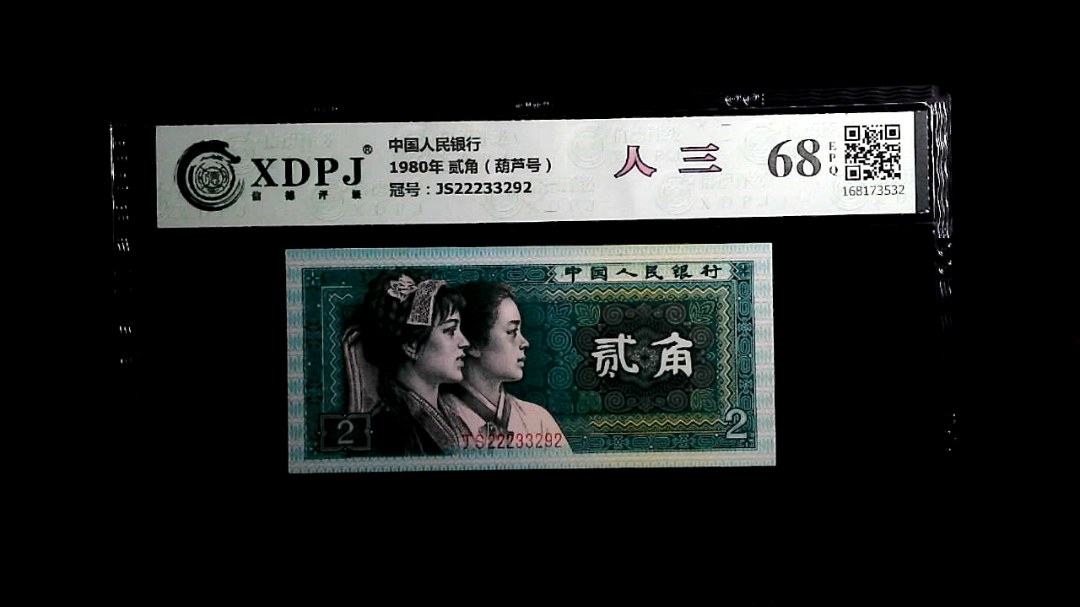 XDPJ®
信德评级
中国人民银行
1980年 贰角（葫芦号）
冠号：JS22233292
人 三
68
EPQ
168173532
中国人民银行
贰角
2
2
JS22233292